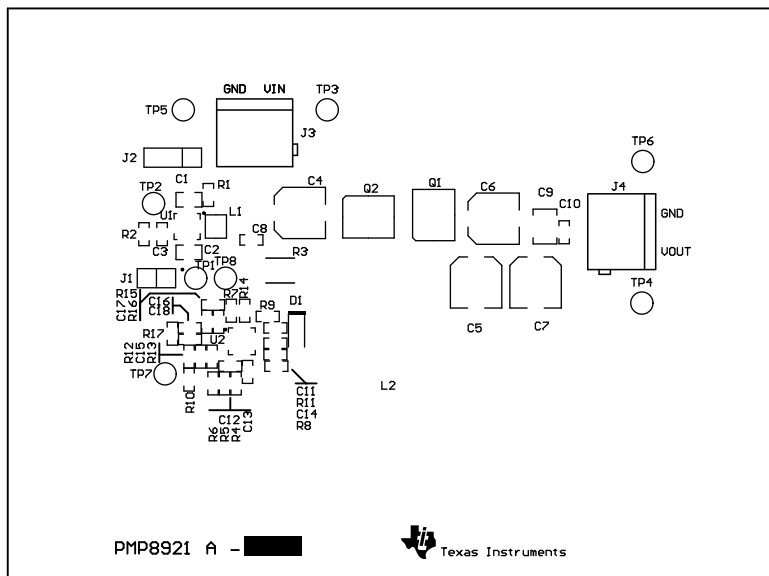 GND VIN
TP5
TP3
J3
J2
TP6
C1
R1
TP2
U1
L1
C4
Q2
Q1
C6
C9
C10
J4
GND
R2
C8
C3
C2
R3
VOUT
J1
TP1
TP8
TP4
R15
R16
C17
C16
C18
R7
R14
R9
D1
C5
C7
R17
U2
R12
C15
R13
TP7
L2
R10
C11
R11
C14
R8
C12
C13
R6
R5
R4
PMP8921 A -
Texas Instruments